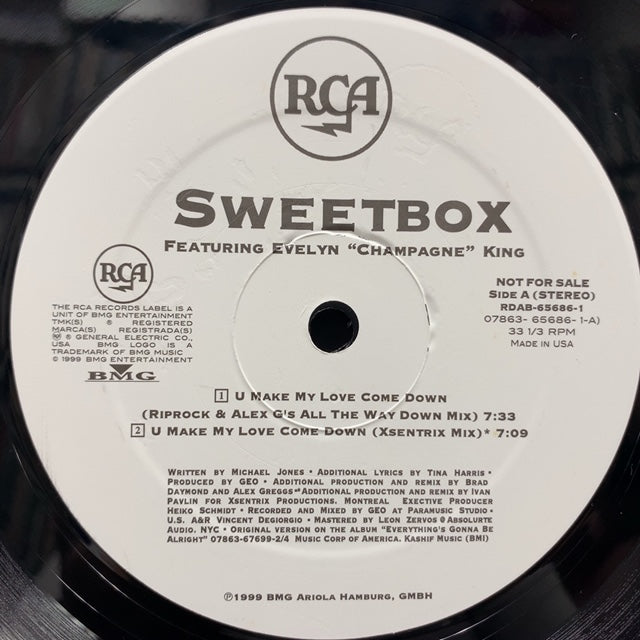 RCA
SWEETBOX
FEATURING EVELYN "CHAMPAGNE" KING
RCA
THE RCA RECORDS LABEL IS A
UNIT OF BMG ENTERTAINMENT
TMK(S) ® REGISTERED
MARCA(S) REGISTRADA(S)
® GENERAL ELECTRIC CO.,
USA BMG LOGO IS A
TRADEMARK OF BMG MUSIC
© 1999 BMG ENTERTAINMENT
BMG
NOT FOR SALE
SIDE A (STEREO)
RDAB-65686-1
07863- 65686-1-A)
33 1/3 RPM
MADE IN USA
1 U MAKE MY LOVE COME DOWN
(RIPROCK & ALEX G'S ALL THE WAY DOWN MIX) 7:33
2 U MAKE MY LOVE COME DOWN (XSENTRIX MIX)* 7:09
WRITTEN BY MICHAEL JONES • ADDITIONAL LYRICS BY TINA HARRIS •
PRODUCED BY GEO • ADDITIONAL PRODUCTION AND REMIX BY BRAD
DAYMOND AND ALEX GREGGS•*ADDITIONAL PRODUCTION AND REMIX BY IVAN
PAVLIN FOR XSENTRIX PRODUCTIONS. MONTREAL EXECTIVE PRODUCER
HEIKO SCHMIDT • RECORDED AND MIXED BY GEO AT PARAMUSIC STUDIO •
U.S. A&R VINCENT DEGIORGIO • MASTERED BY LEON ZERVOS @ ABSOLURTE
AUDIO. NYC • ORIGINAL VERSION ON THE ALBUM "EVERYTHING'S GONNA BE
ALRIGHT" 07863-67699-2/4 MUSIC CORP OF AMERICA. KASHIF MUSIC (BMI)
℗1999 BMG ARIOLA HAMBURG, GMBH